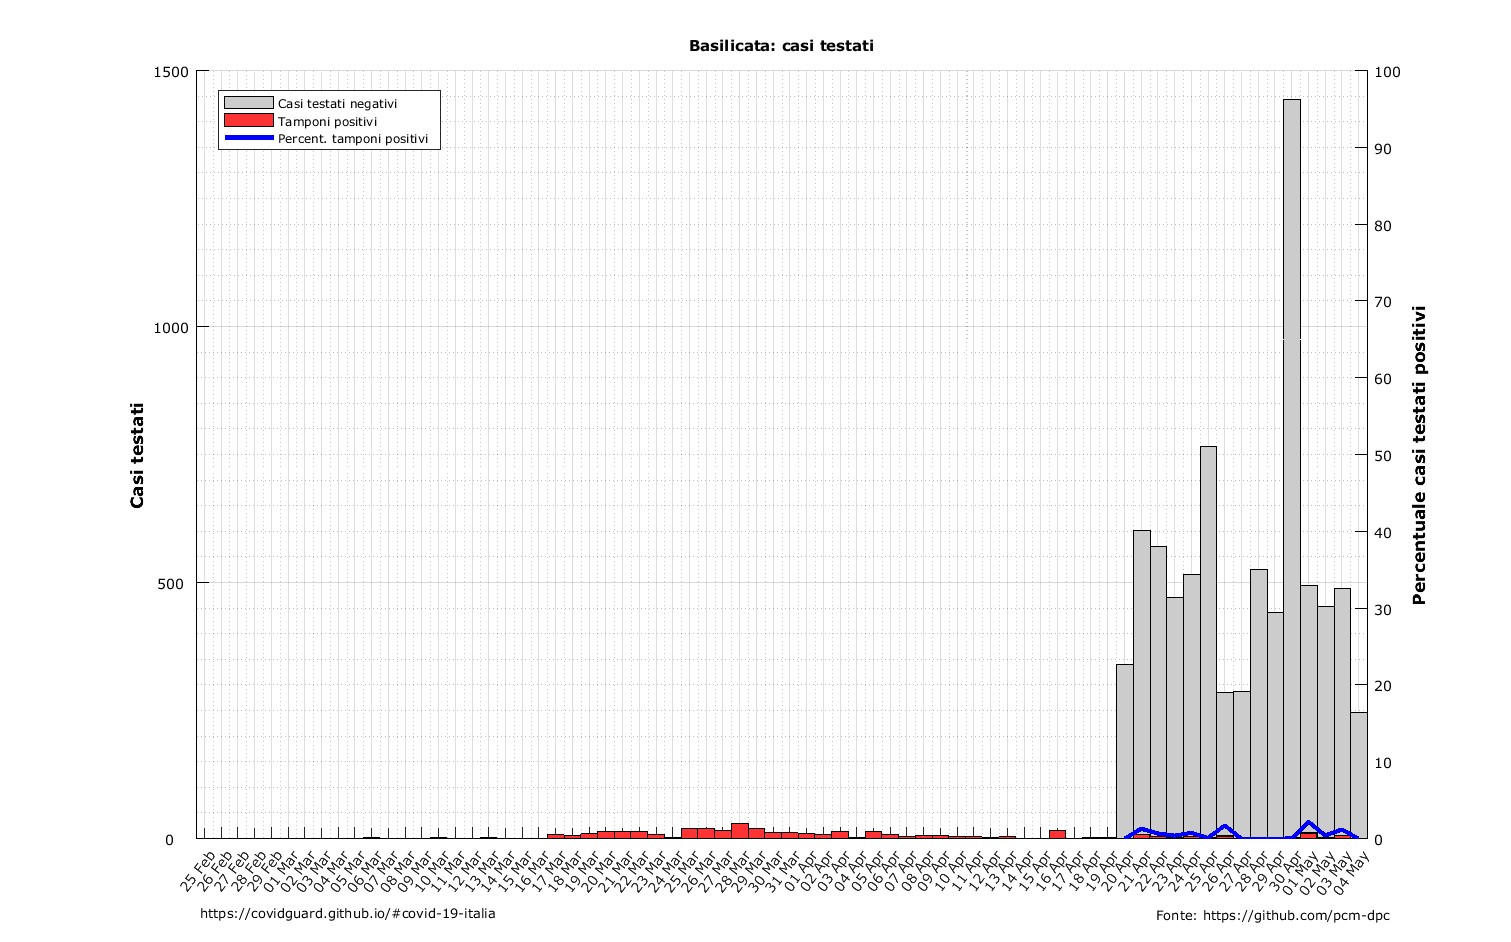 Basilicata: casi testati
1500
1000
500
0
Casi testati
Casi testati negativi
Tamponi positivi
Percent. tamponi positivi
100
90
80
70
60
50
40
30
20
10
0
Percentuale casi testati positivi
25 Feb
26 Feb
27 Feb
28 Feb
29 Feb
01 Mar
02 Mar
03 Mar
04 Mar
05 Mar
06 Mar
07 Mar
08 Mar
09 Mar
10 Mar
11 Mar
12 Mar
13 Mar
14 Mar
15 Mar
16 Mar
17 Mar
18 Mar
19 Mar
20 Mar
21 Mar
22 Mar
23 Mar
24 Mar
25 Mar
26 Mar
27 Mar
28 Mar
29 Mar
30 Mar
31 Mar
01 Apr
02 Apr
03 Apr
04 Apr
05 Apr
06 Apr
07 Apr
08 Apr
09 Apr
10 Apr
11 Apr
12 Apr
13 Apr
14 Apr
15 Apr
16 Apr
17 Apr
18 Apr
19 Apr
20 Apr
21 Apr
22 Apr
23 Apr
24 Apr
25 Apr
26 Apr
27 Apr
28 Apr
29 Apr
30 Apr
01 May
02 May
03 May
04 May
https://covidguard.github.io/#covid-19-italia
Fonte: https://github.com/pcm-dpc